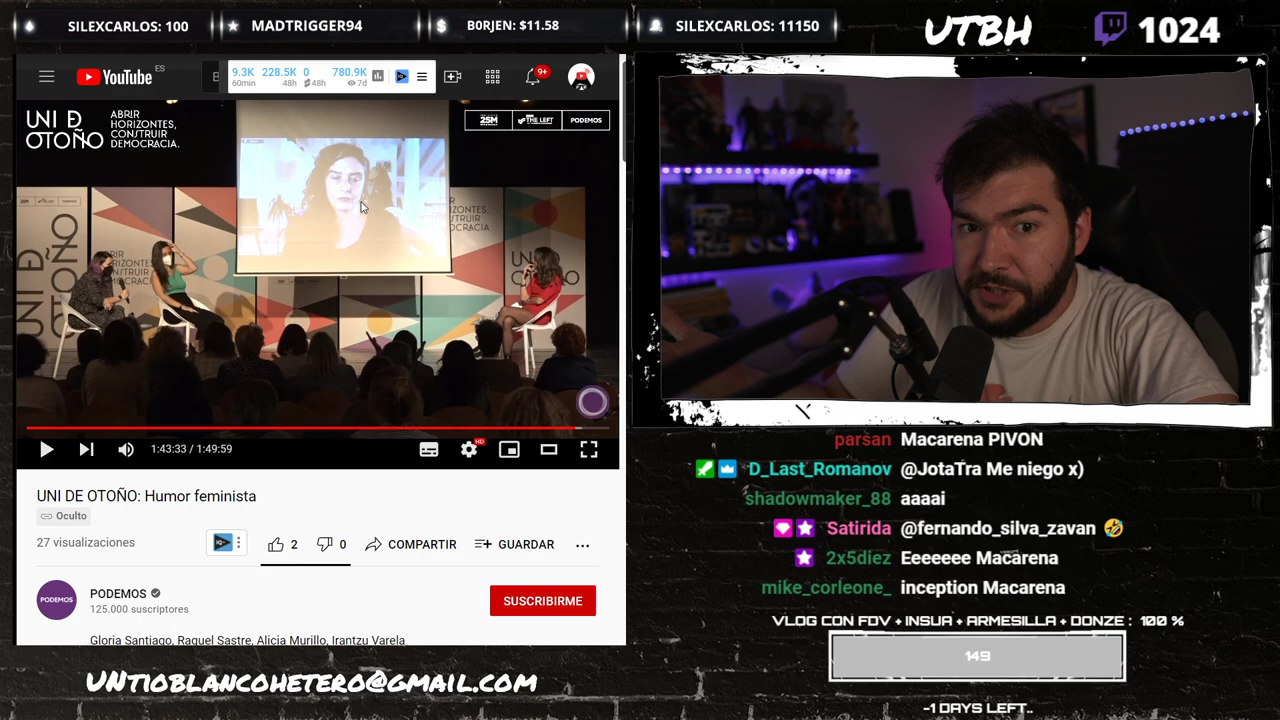 SILEXCARLOS: 100
MADTRIGGER94
B0RJEN: $11.58
SILEXCARLOS: 11150
UTBH
1024
YouTube ES
9.3K 228.5K 0 780.9K
60min 48h 48h 7d
9+
UNI D OTOÑO
ABRIR
HORIZONTES,
CONSTRUIR
DEMOCRACIA.
25M
THE LEFT
PODEMOS
HD
1:43:33 / 1:49:59
UNI DE OTOÑO: Humor feminista
Oculto
27 visualizaciones
2
0
COMPARTIR
GUARDAR
PODEMOS
PODEMOS
125.000 suscriptores
SUSCRIBIRME
Gloria Santiago, Raquel Sastre, Alicia Murillo, Irantzu Varela
parsan Macarena PIVON
D_Last_Romanov @JotaTra Me niego x)
shadowmaker_88 aaaai
Satirida @fernando_silva_zavan 🤣
2x5diez Eeeeeee Macarena
mike_corleone_ inception Macarena
VLOG CON FDV + INSUA + ARMESILLA + DONZE : 100 %
149
-1 DAYS LEFT..
UNTIOBLANCOHETERO@GMAIL.COM